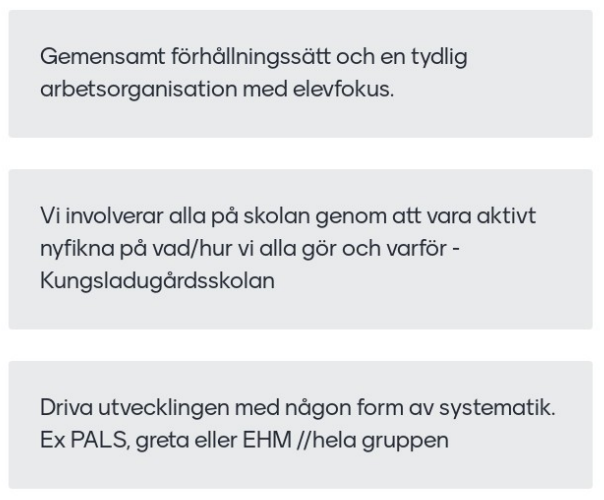 Gemensamt förhållningssätt och en tydlig
arbetsorganisation med elevfokus.
Vi involverar alla på skolan genom att vara aktivt
nyfikna på vad/hur vi alla gör och varför -
Kungsladugårdsskolan
Driva utvecklingen med någon form av systematik.
Ex PALS, greta eller EHM //hela gruppen